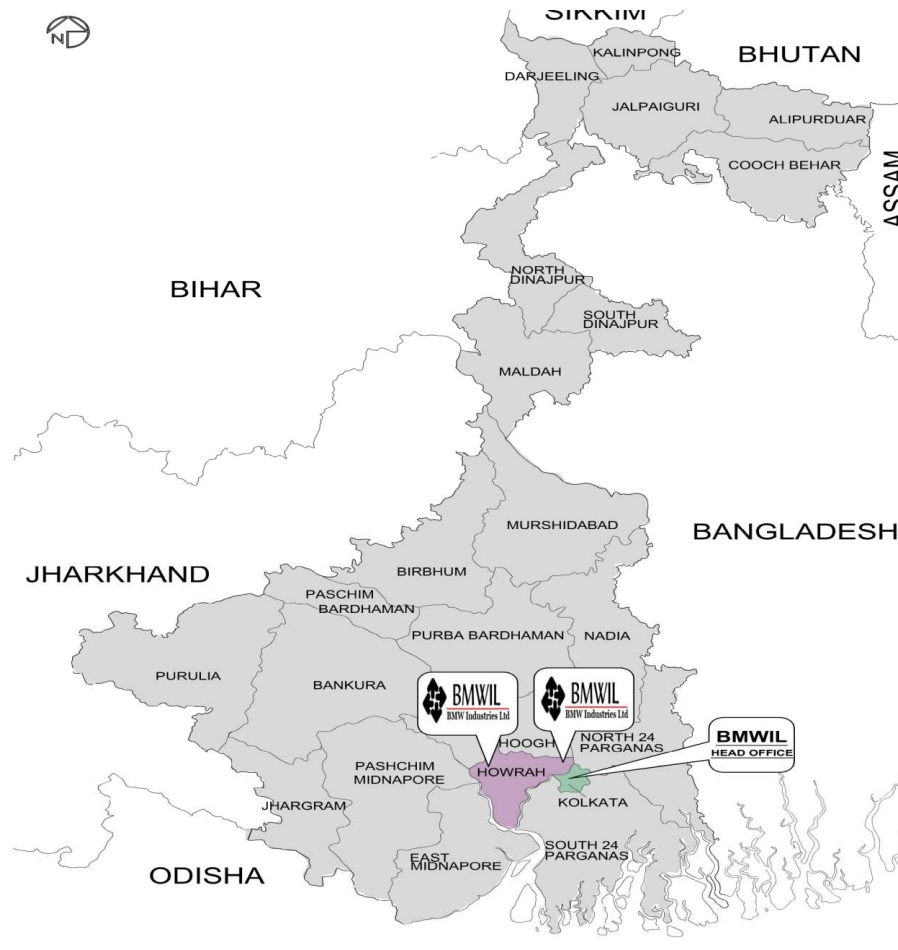 N
SIKKIM
KALINPONG
BHUTAN
DARJEELING
JALPAIGURI
ALIPURDUAR
COOCH BEHAR
ASSAM
BIHAR
NORTH
DINAJPUR
SOUTH
DINAJPUR
MALDAH
MURSHIDABAD
BANGLADESH
JHARKHAND
BIRBHUM
PASCHIM
BARDHAMAN
PURBA BARDHAMAN
NADIA
PURULIA
BANKURA
BMWIL
BMW Industries Ltd
BMWIL
BMW Industries Ltd
HOOGH
NORTH 24
PARGANAS
BMWIL
HEAD OFFICE
PASHCHIM
MIDNAPORE
HOWRAH
KOLKATA
JHARGRAM
EAST
MIDNAPORE
SOUTH 24
PARGANAS
ODISHA